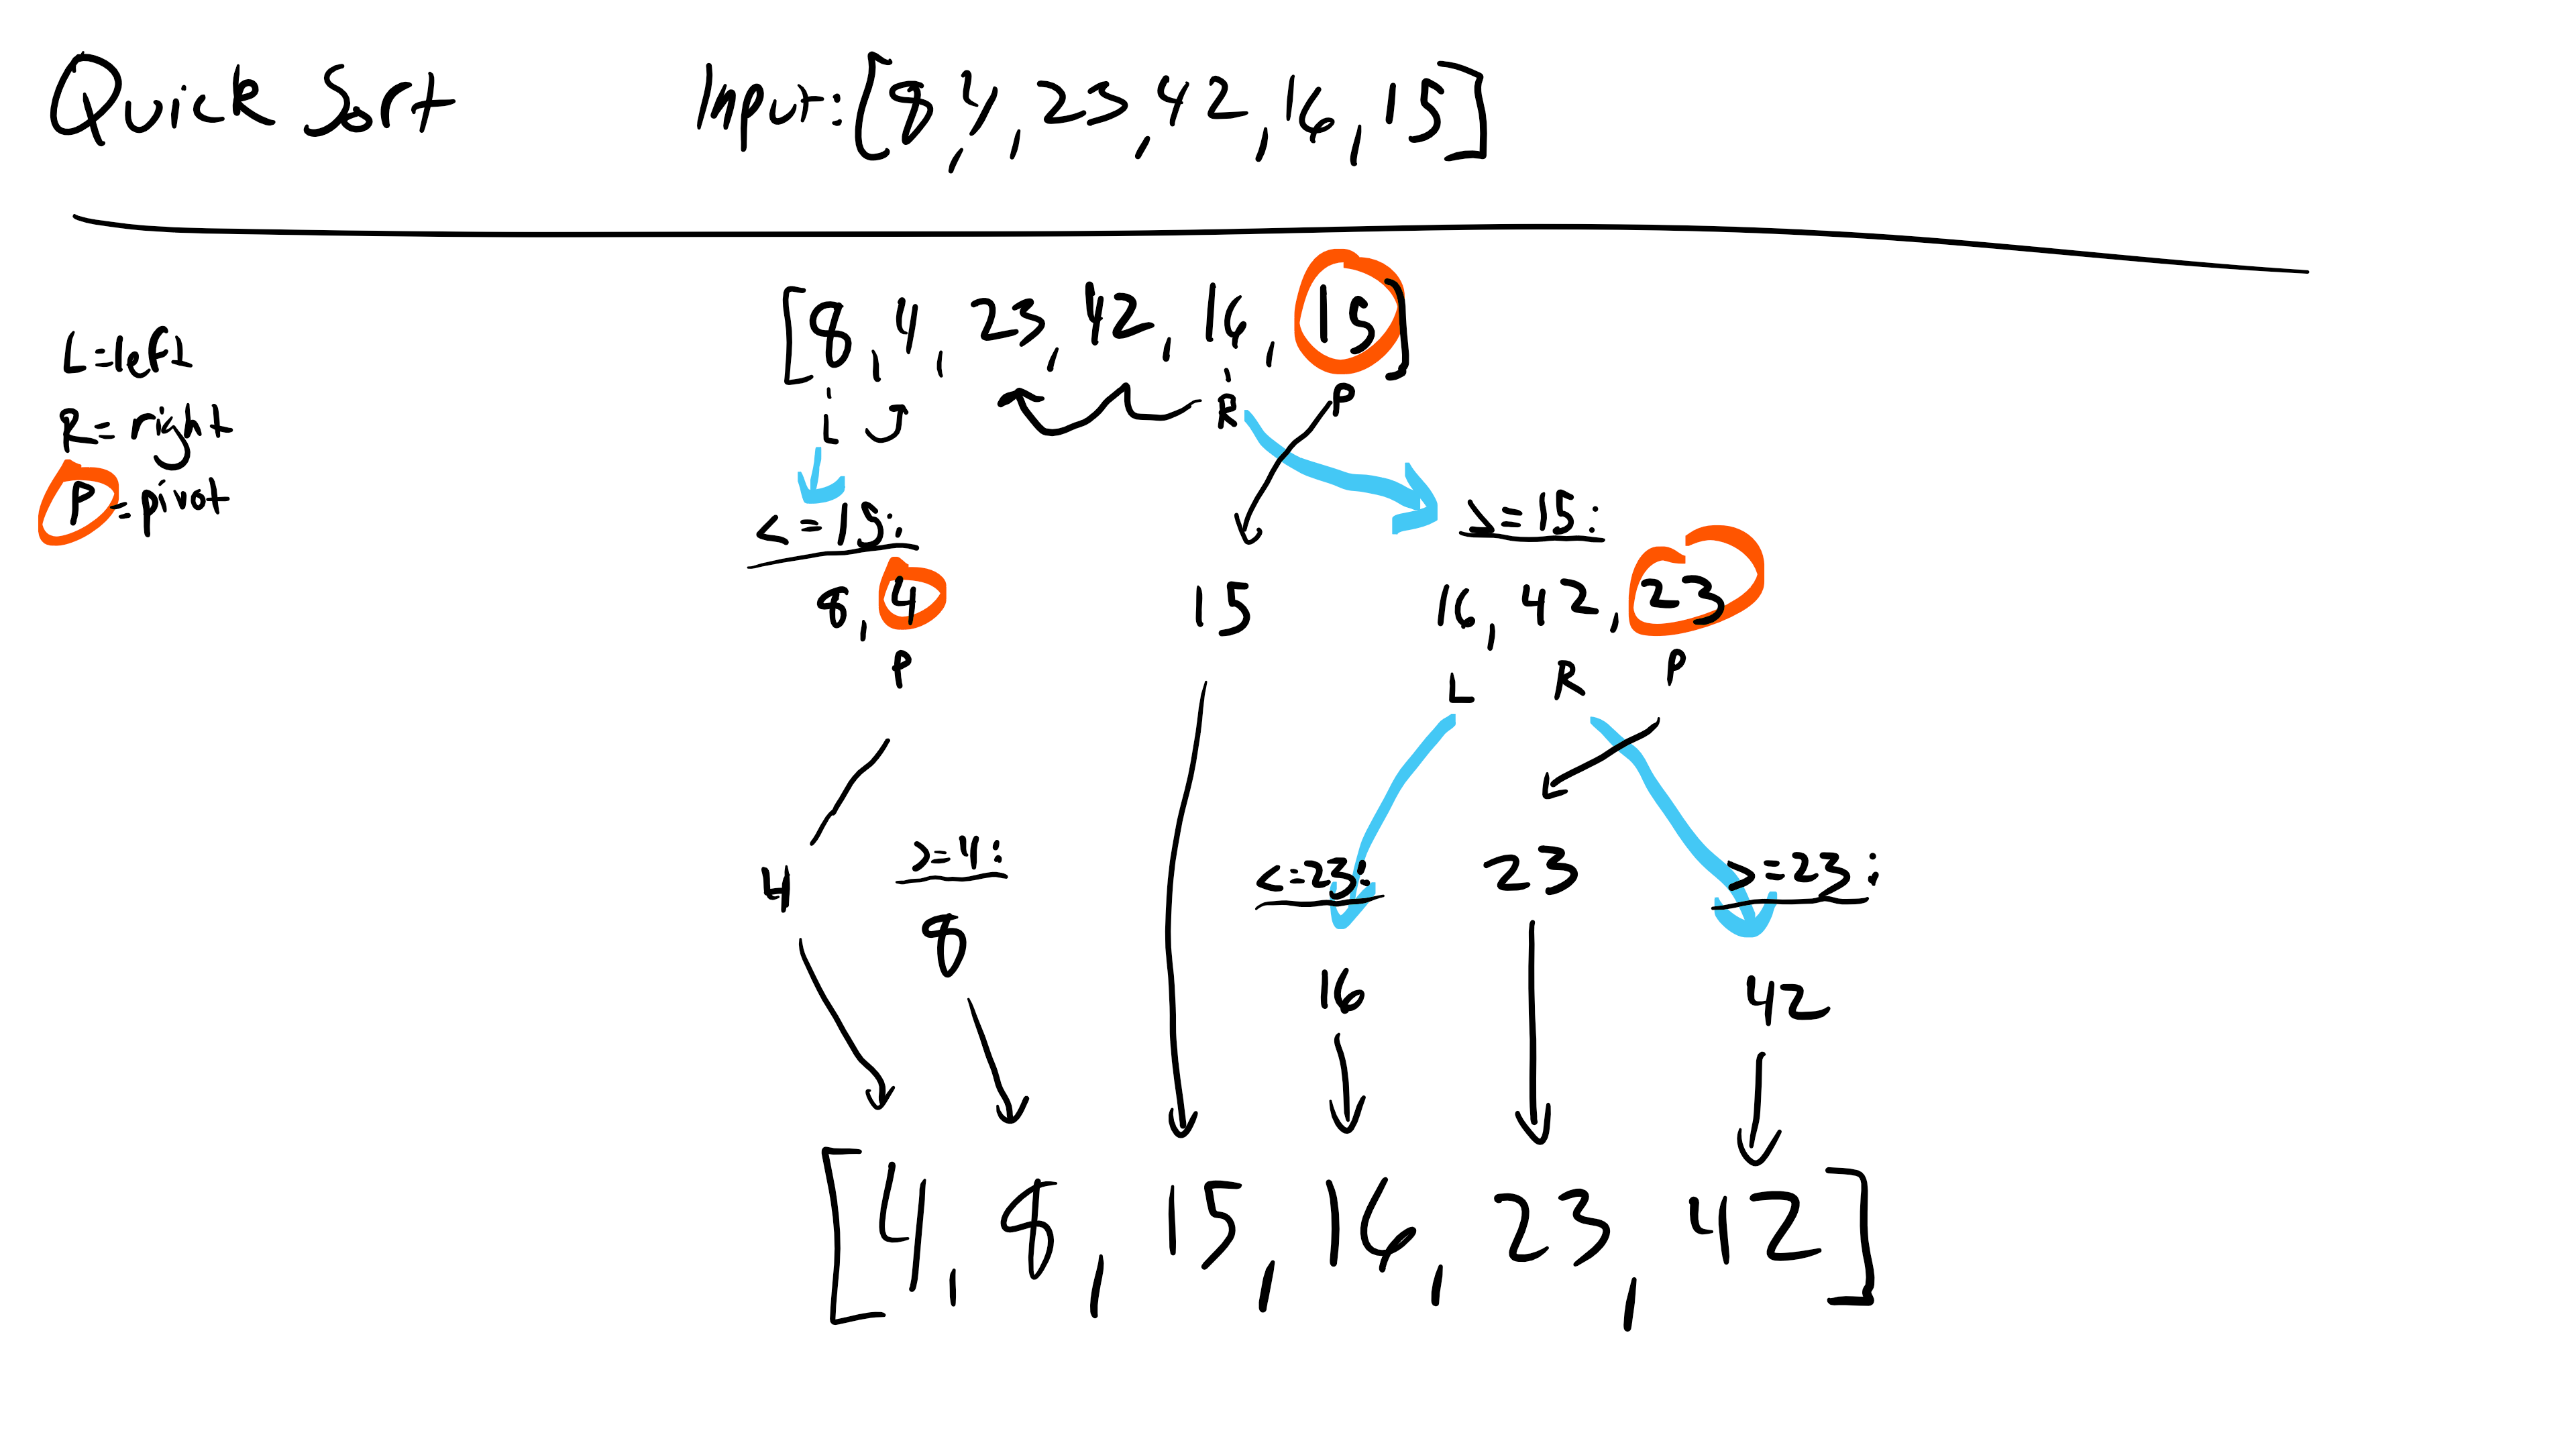 Quick Sort
Input: [8, 4, 23, 42, 16, 15]
L=left
R=right
P=pivot
[8, 4, 23, 42, 16, 15]
L R P
<=15: >=15:
8, 4 15 16, 42, 23
P L R P
4 >=4: <=23: 23 >=23:
8 16 42
[4, 8, 15, 16, 23, 42]